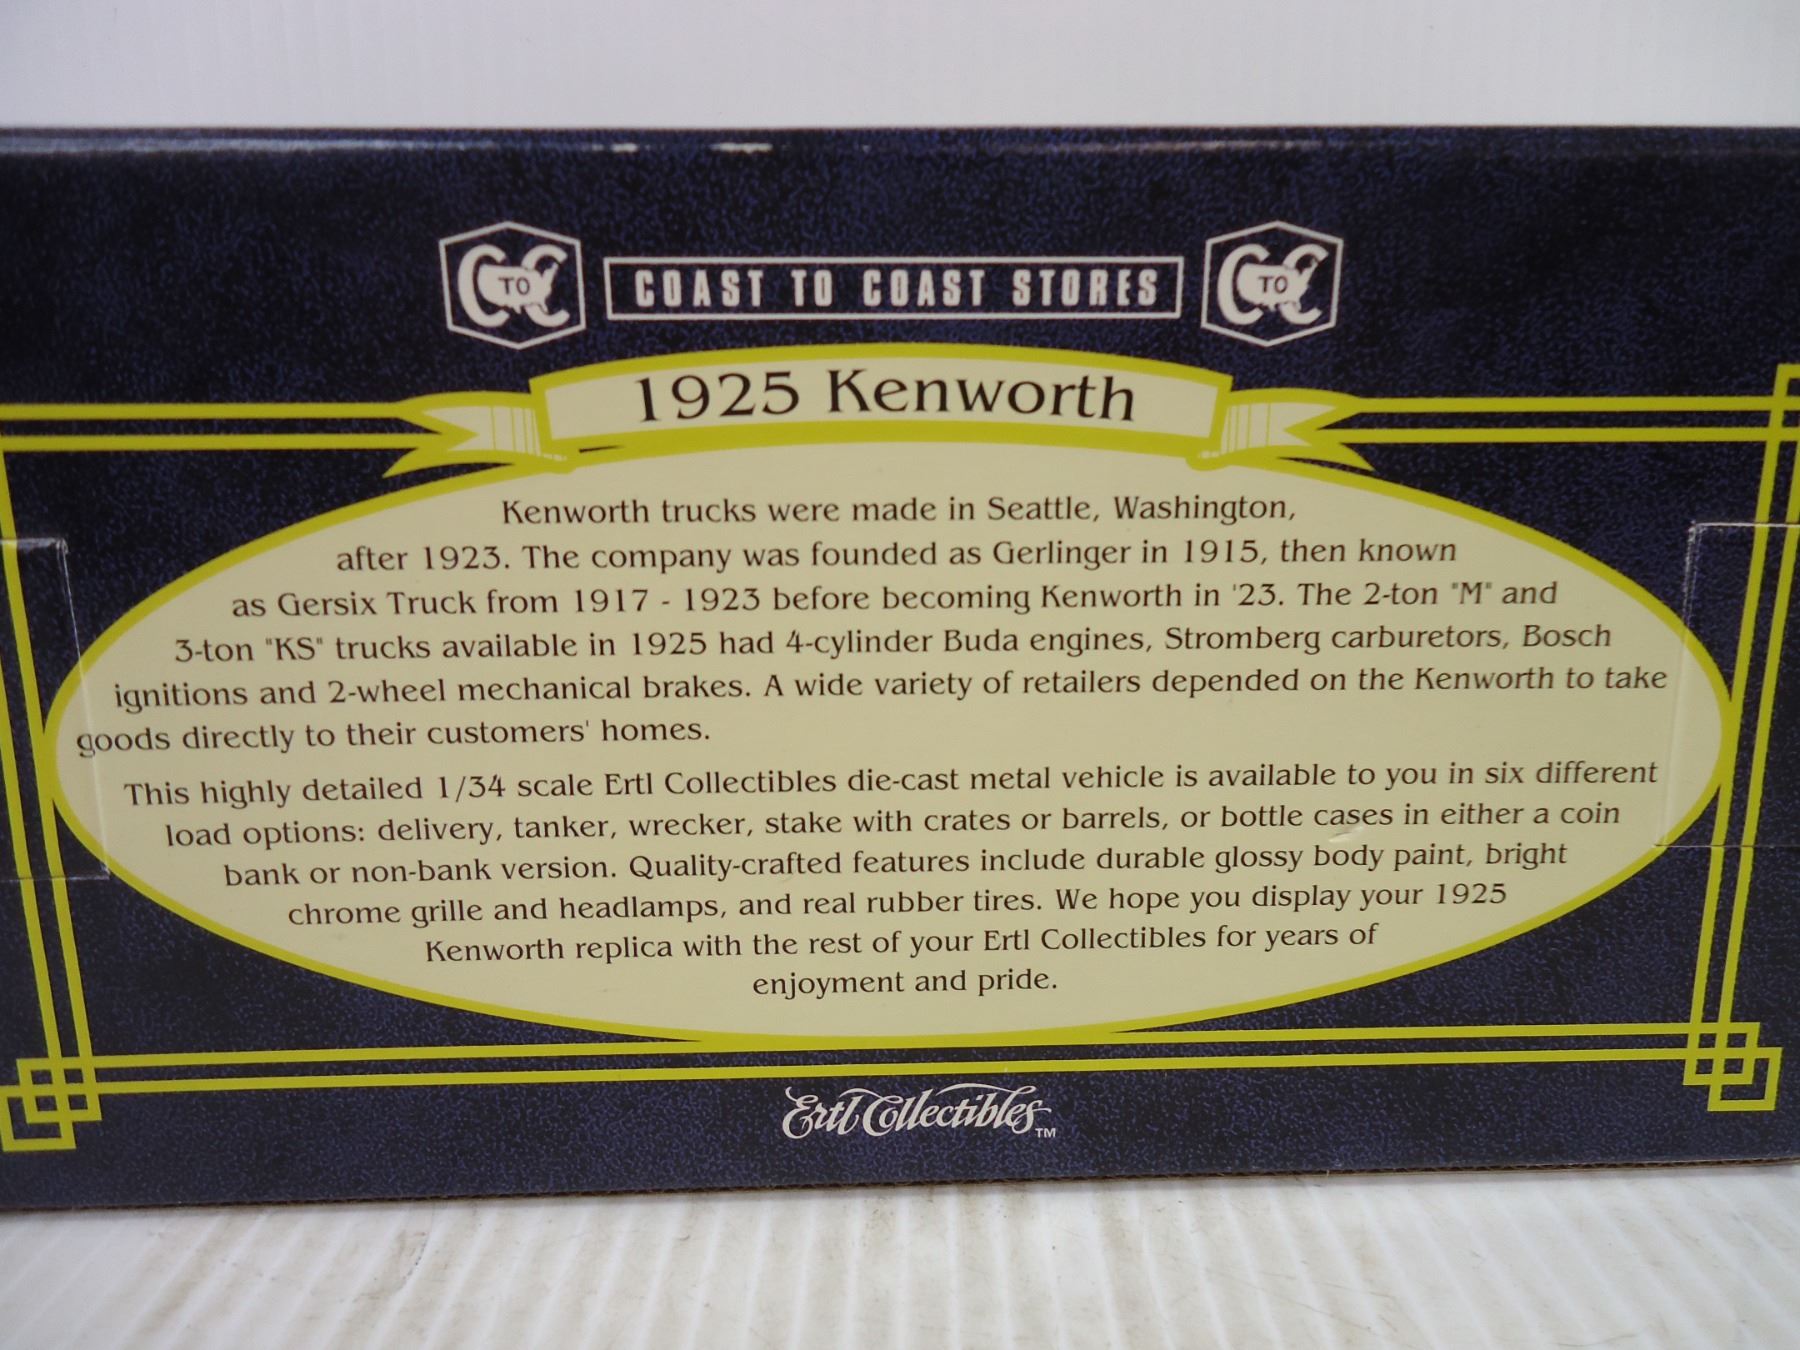 C TO C
COAST TO COAST STORES
C TO C
1925 Kenworth
Kenworth trucks were made in Seattle, Washington,
after 1923. The company was founded as Gerlinger in 1915, then known
as Gersix Truck from 1917 - 1923 before becoming Kenworth in '23. The 2-ton "M" and
3-ton "KS" trucks available in 1925 had 4-cylinder Buda engines, Stromberg carburetors, Bosch
ignitions and 2-wheel mechanical brakes. A wide variety of retailers depended on the Kenworth to take
goods directly to their customers' homes.
This highly detailed 1/34 scale Ertl Collectibles die-cast metal vehicle is available to you in six different
load options: delivery, tanker, wrecker, stake with crates or barrels, or bottle cases in either a coin
bank or non-bank version. Quality-crafted features include durable glossy body paint, bright
chrome grille and headlamps, and real rubber tires. We hope you display your 1925
Kenworth replica with the rest of your Ertl Collectibles for years of
enjoyment and pride.
Ertl Collectibles™